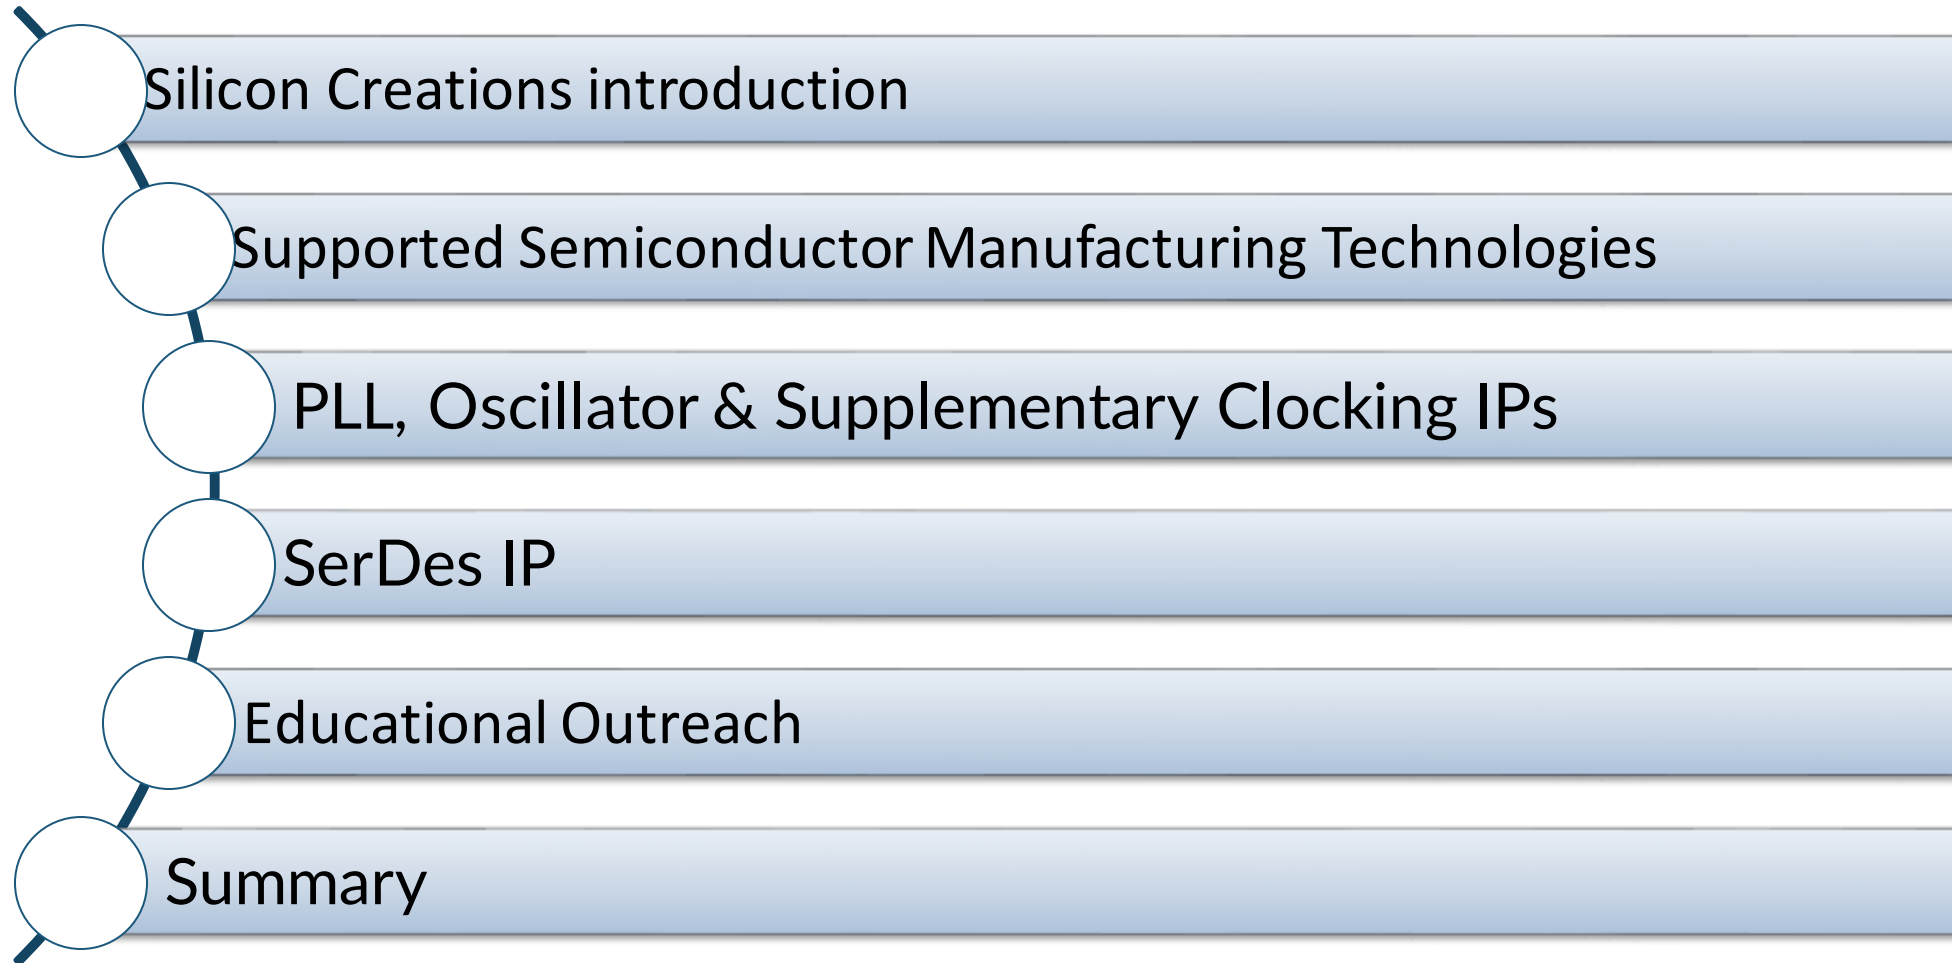 Silicon Creations introduction
Supported Semiconductor Manufacturing Technologies
PLL, Oscillator & Supplementary Clocking IPs
SerDes IP
Educational Outreach
Summary